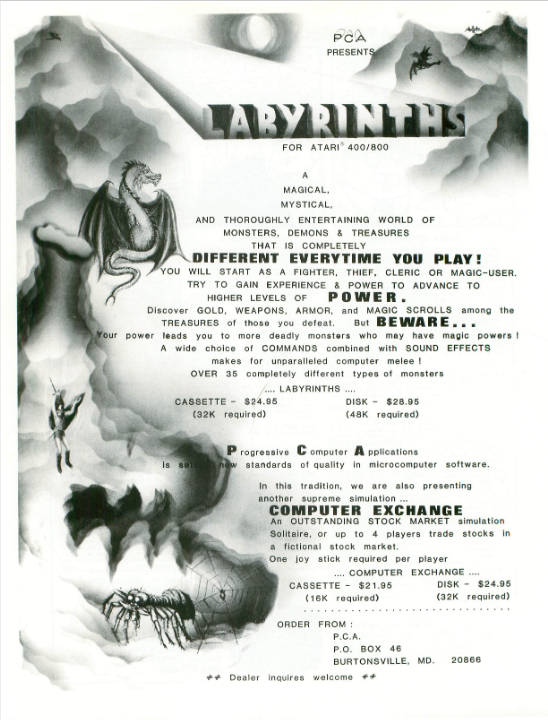 PCA
PRESENTS
LABYRINTHS
FOR ATARI® 400/800
A
MAGICAL,
MYSTICAL,
AND THOROUGHLY ENTERTAINING WORLD OF
MONSTERS, DEMONS & TREASURES
THAT IS COMPLETELY
DIFFERENT EVERYTIME YOU PLAY!
YOU WILL START AS A FIGHTER, THIEF, CLERIC OR MAGIC-USER.
TRY TO GAIN EXPERIENCE & POWER TO ADVANCE TO
HIGHER LEVELS OF POWER.
Discover GOLD, WEAPONS, ARMOR, and MAGIC SCROLLS among the
TREASURES of those you defeat. But BEWARE...
Your power leads you to more deadly monsters who may have magic powers!
A wide choice of COMMANDS combined with SOUND EFFECTS
makes for unparalleled computer melee!
OVER 35 completely different types of monsters
.... LABYRINTHS ....
CASSETTE - $24.95 DISK - $28.95
(32K required) (48K required)
Progressive Computer Applications
is setting new standards of quality in microcomputer software.
In this tradition, we are also presenting
another supreme simulation ...
COMPUTER EXCHANGE
An OUTSTANDING STOCK MARKET simulation
Solitaire, or up to 4 players trade stocks in
a fictional stock market.
One joy stick required per player
.... COMPUTER EXCHANGE ....
CASSETTE - $21.95 DISK - $24.95
(16K required) (32K required)
ORDER FROM:
P.C.A.
P.O. BOX 46
BURTONSVILLE, MD. 20866
++ Dealer inquires welcome ++